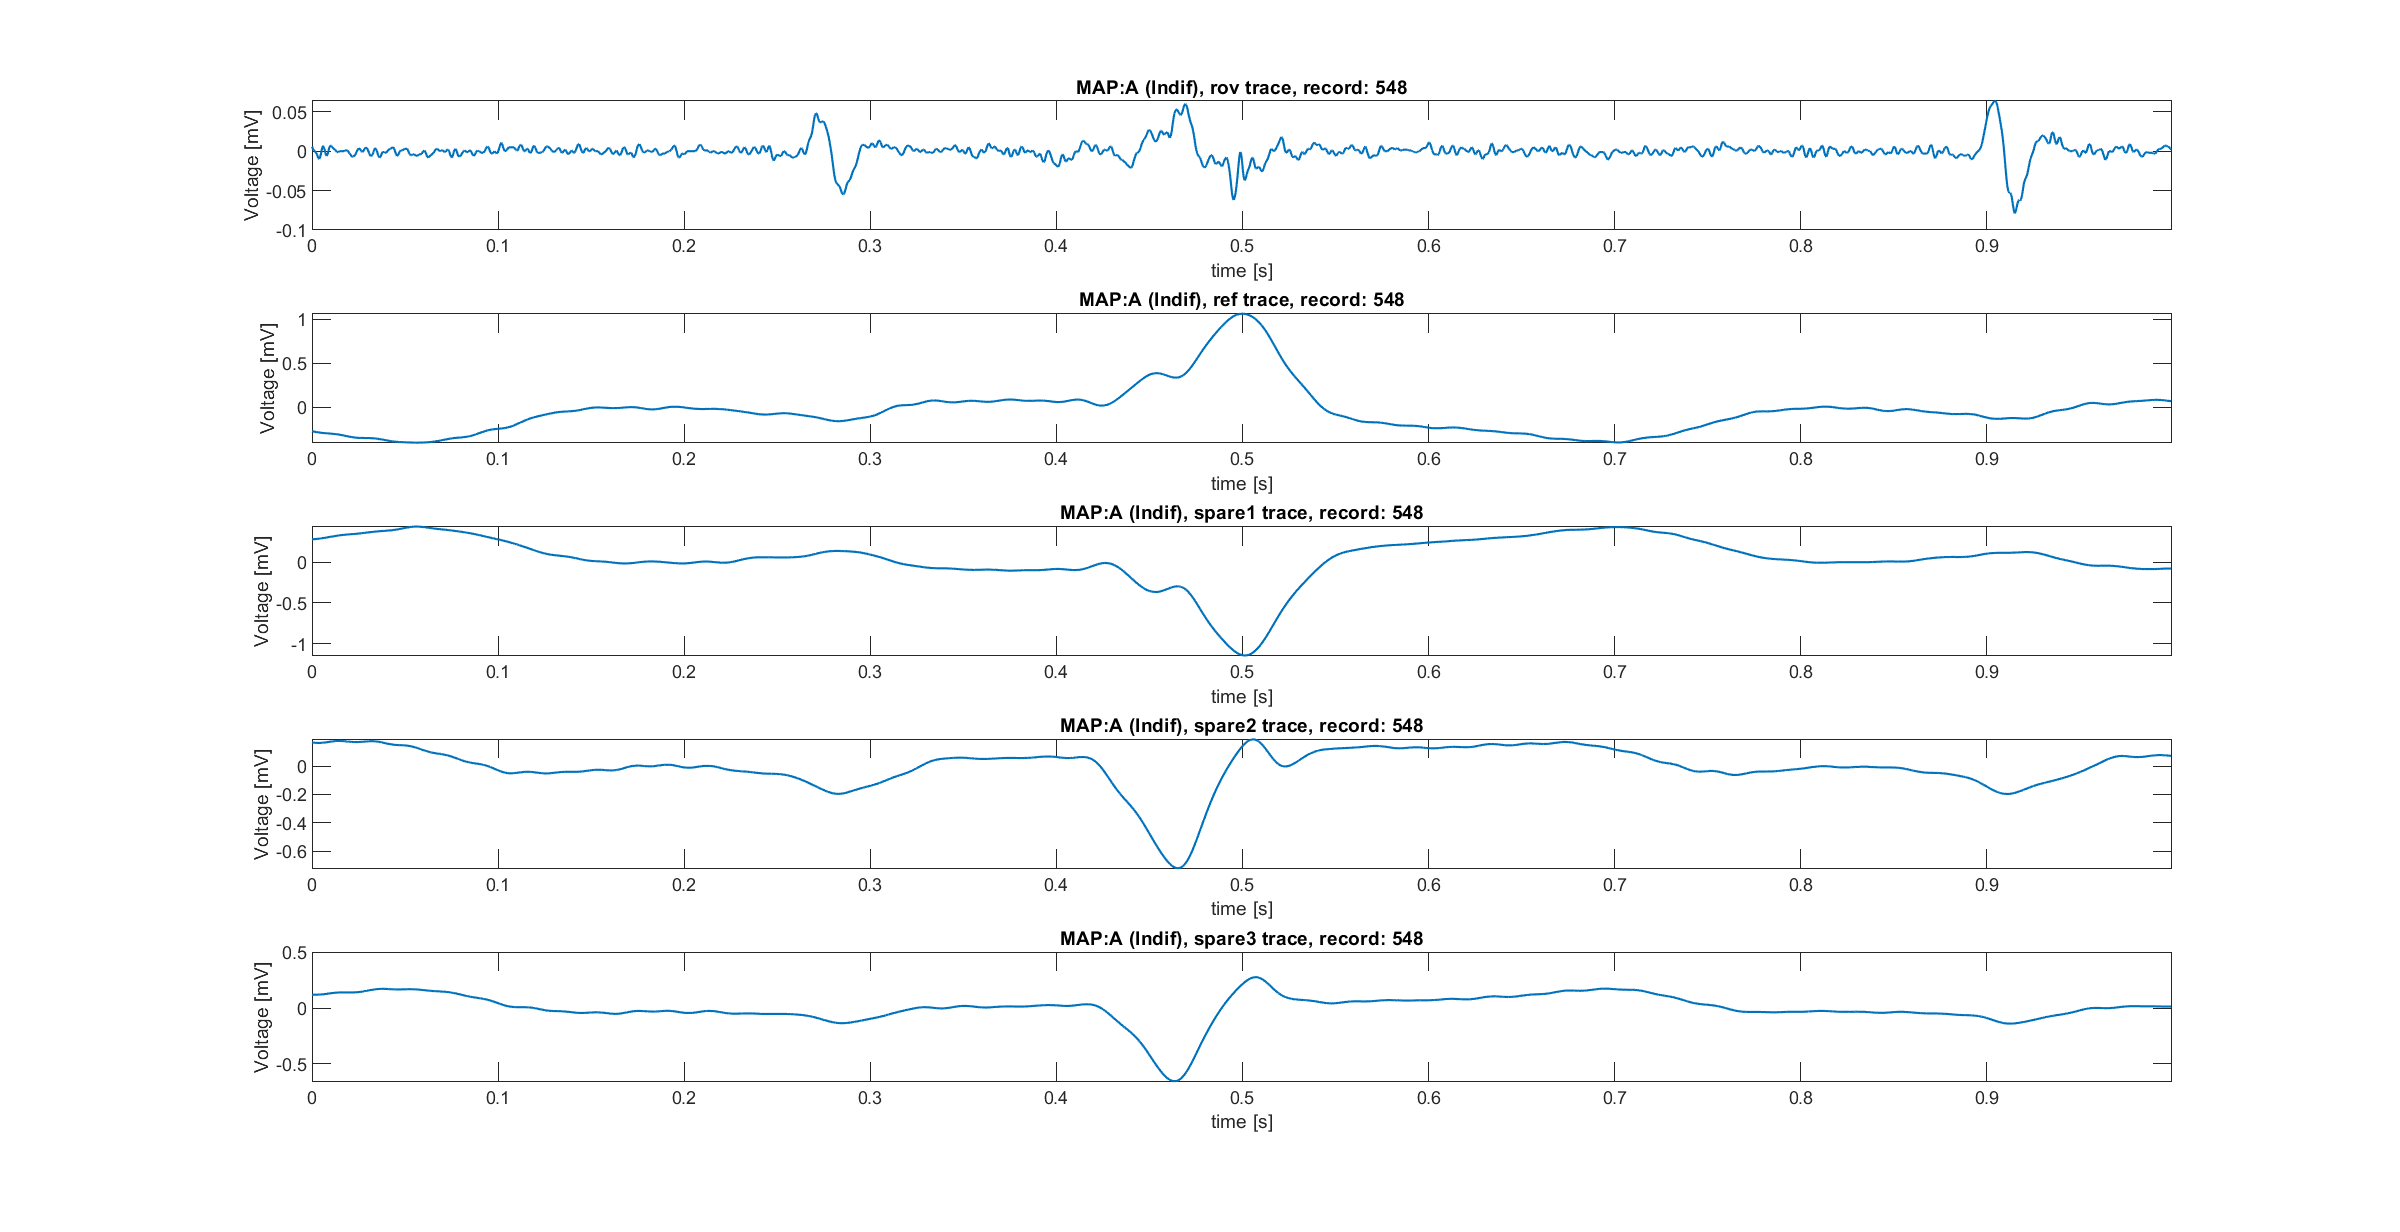 MAP:A (Indif), rov trace, record: 548
Voltage [mV]
0.05
0
-0.05
-0.1
0 0.1 0.2 0.3 0.4 0.5 0.6 0.7 0.8 0.9
time [s]
MAP:A (Indif), ref trace, record: 548
Voltage [mV]
1
0.5
0
0 0.1 0.2 0.3 0.4 0.5 0.6 0.7 0.8 0.9
time [s]
MAP:A (Indif), spare1 trace, record: 548
Voltage [mV]
0
-0.5
-1
0 0.1 0.2 0.3 0.4 0.5 0.6 0.7 0.8 0.9
time [s]
MAP:A (Indif), spare2 trace, record: 548
Voltage [mV]
0
-0.2
-0.4
-0.6
0 0.1 0.2 0.3 0.4 0.5 0.6 0.7 0.8 0.9
time [s]
MAP:A (Indif), spare3 trace, record: 548
Voltage [mV]
0.5
0
-0.5
0 0.1 0.2 0.3 0.4 0.5 0.6 0.7 0.8 0.9
time [s]